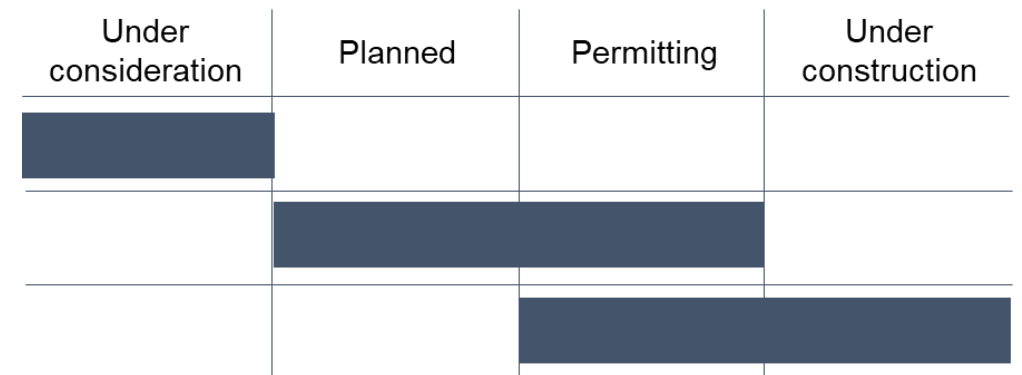 Under
consideration
Planned
Permitting
Under
construction